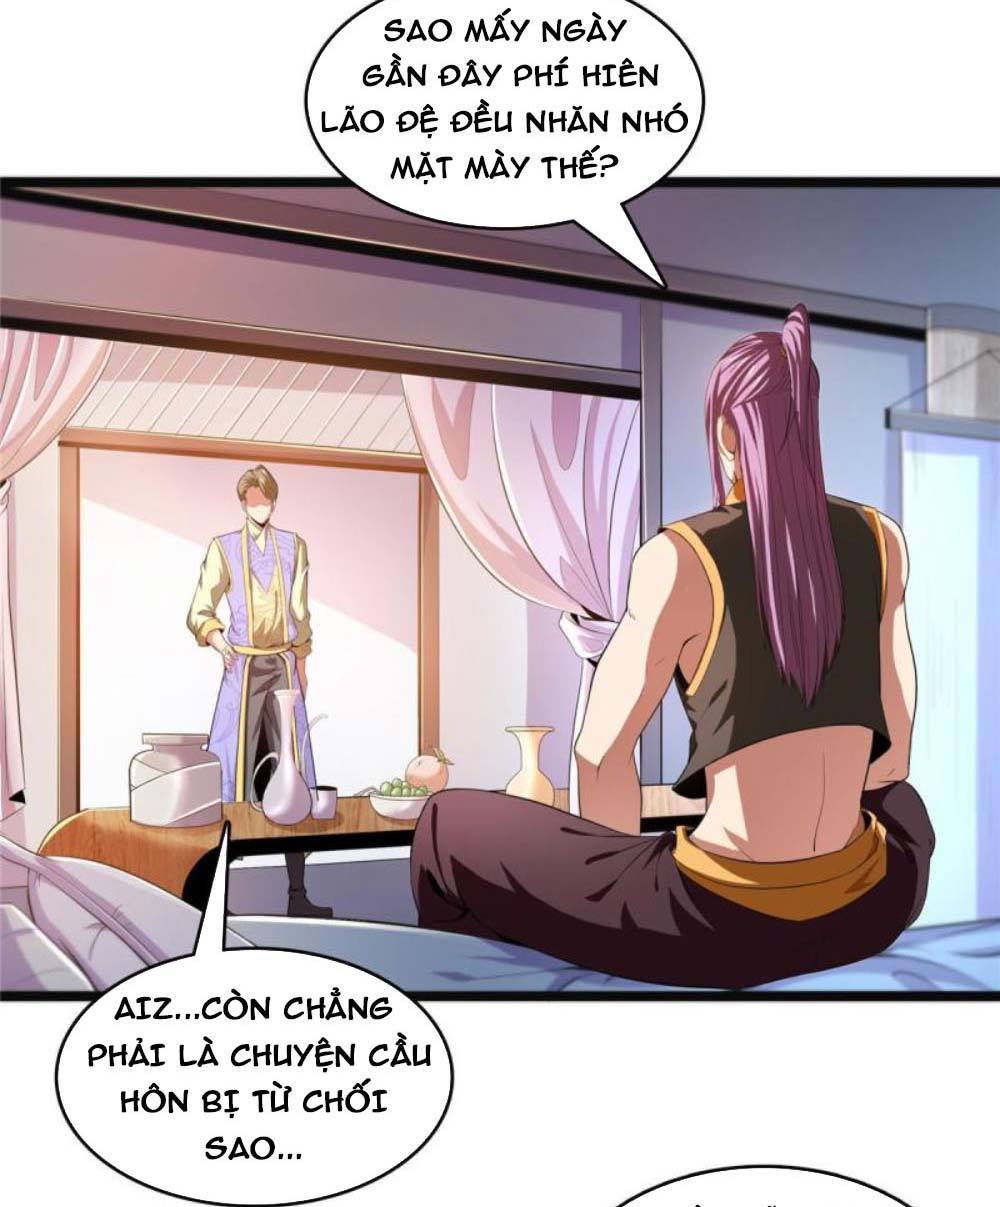 SAO MẤY NGÀY
GẦN ĐÂY PHÍ HIÊN
LÃO ĐỆ ĐỀU NHĂN NHÓ
MẶT MÀY THẾ?
AIZ...CÒN CHẲNG
PHẢI LÀ CHUYỆN CẦU
HÔN BỊ TỪ CHỐI
SAO...